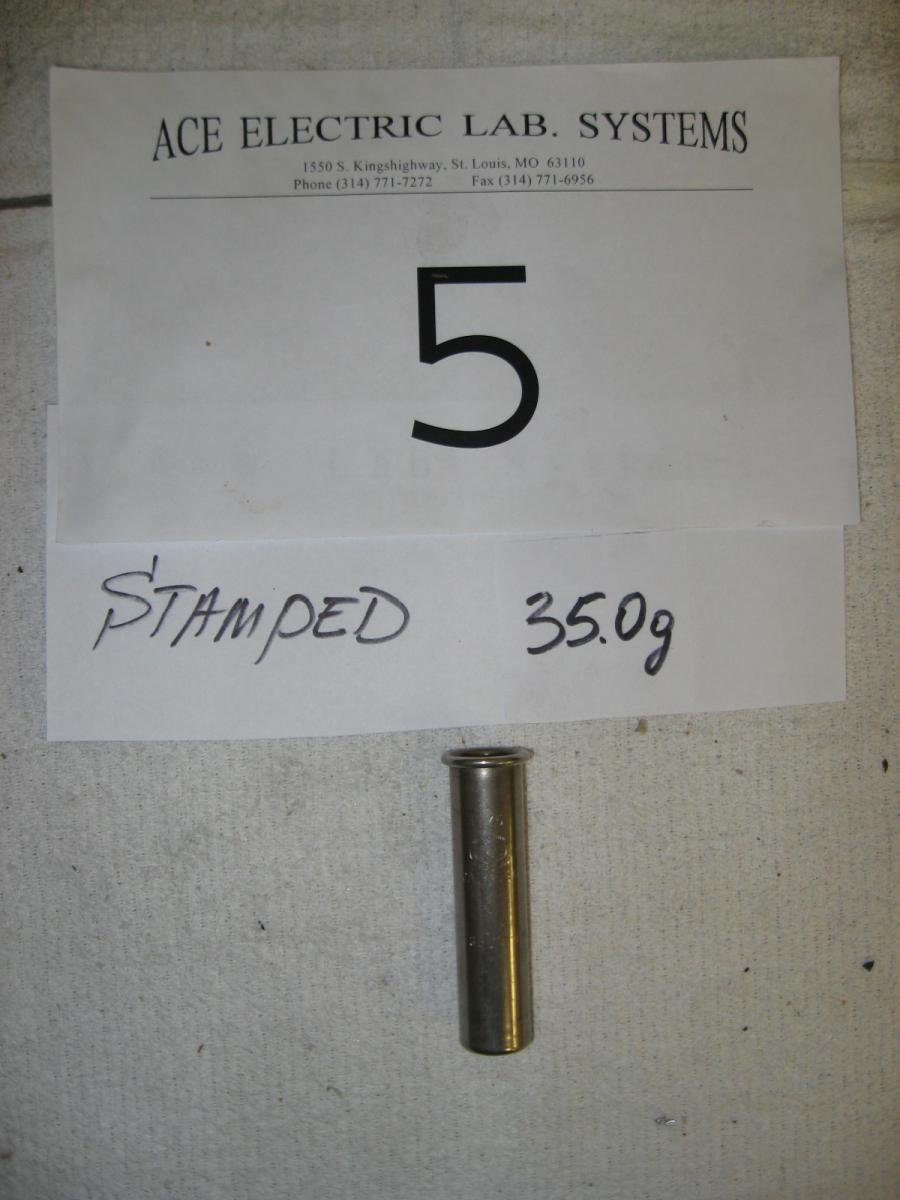 ACE ELECTRIC LAB. SYSTEMS
1550 S. Kingshighway, St. Louis, MO 63110
Phone (314) 771-7272 Fax (314) 771-6956
5
STAMPED 35.0g